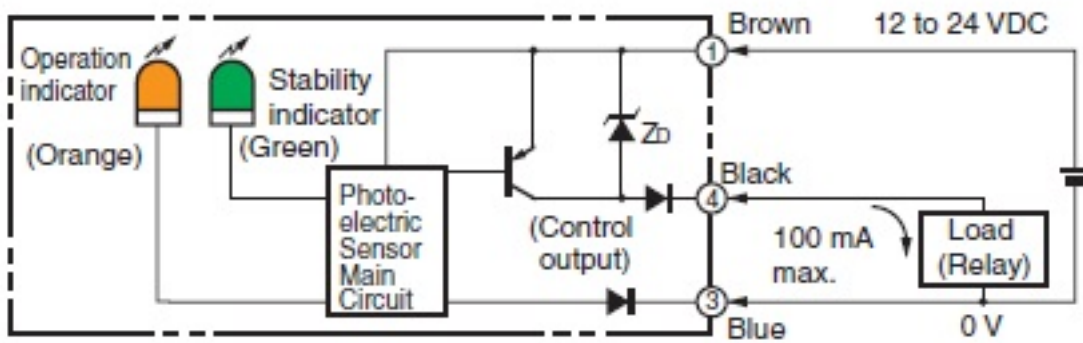 Operation
indicator
(Orange)
Stability
indicator
(Green)
Photo-
electric
Sensor
Main
Circuit
ZD
(Control
output)
Brown
1
12 to 24 VDC
Black
4
100 mA
max.
Load
(Relay)
3
Blue
0 V